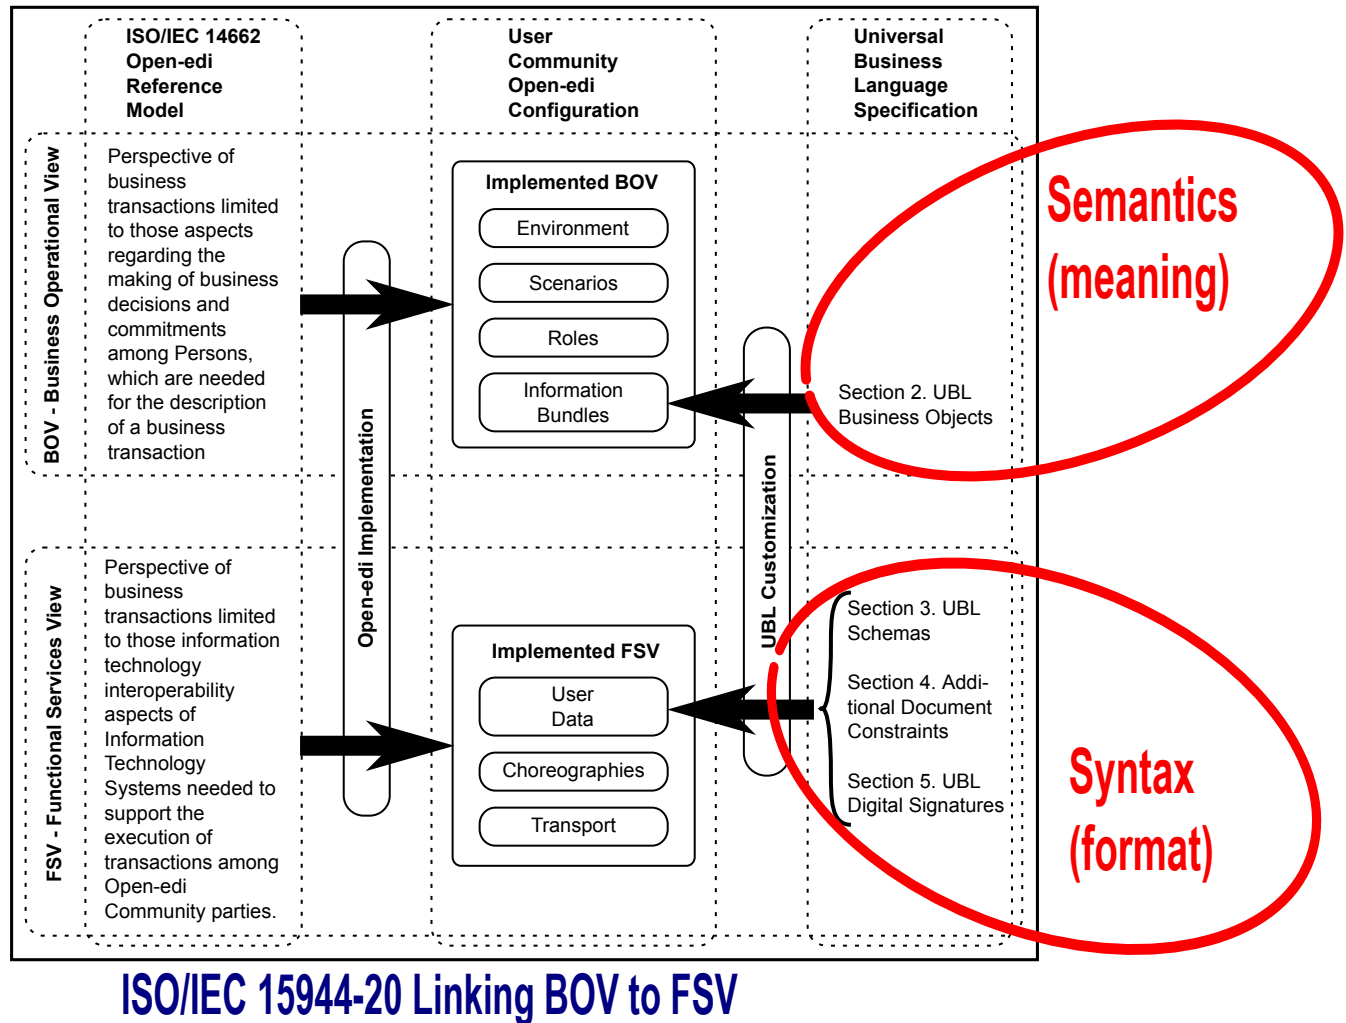 ISO/IEC 14662
Open-edi
Reference
Model
User
Community
Open-edi
Configuration
Universal
Business
Language
Specification
BOV - Business Operational View
Perspective of
business
transactions limited
to those aspects
regarding the
making of business
decisions and
commitments
among Persons,
which are needed
for the description
of a business
transaction
Open-edi Implementation
Implemented BOV
Environment
Scenarios
Roles
Information
Bundles
UBL Customization
Section 2. UBL
Business Objects
Semantics
(meaning)
FSV - Functional Services View
Perspective of
business
transactions limited
to those information
technology
interoperability
aspects of
Information
Technology
Systems needed to
support the
execution of
transactions among
Open-edi
Community parties.
Implemented FSV
User
Data
Choreographies
Transport
Section 3. UBL
Schemas
Section 4. Addi-
tional Document
Constraints
Section 5. UBL
Digital Signatures
Syntax
(format)
ISO/IEC 15944-20 Linking BOV to FSV